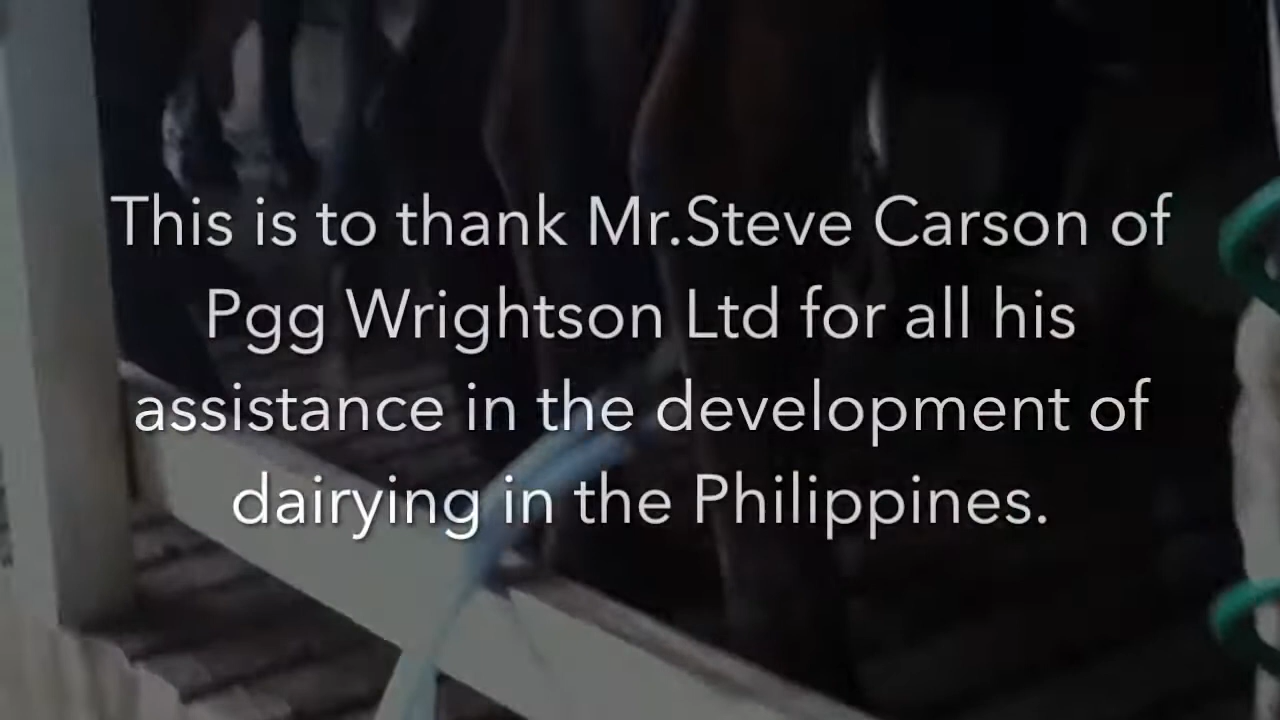 This is to thank Mr.Steve Carson of
Pgg Wrightson Ltd for all his
assistance in the development of
dairying in the Philippines.